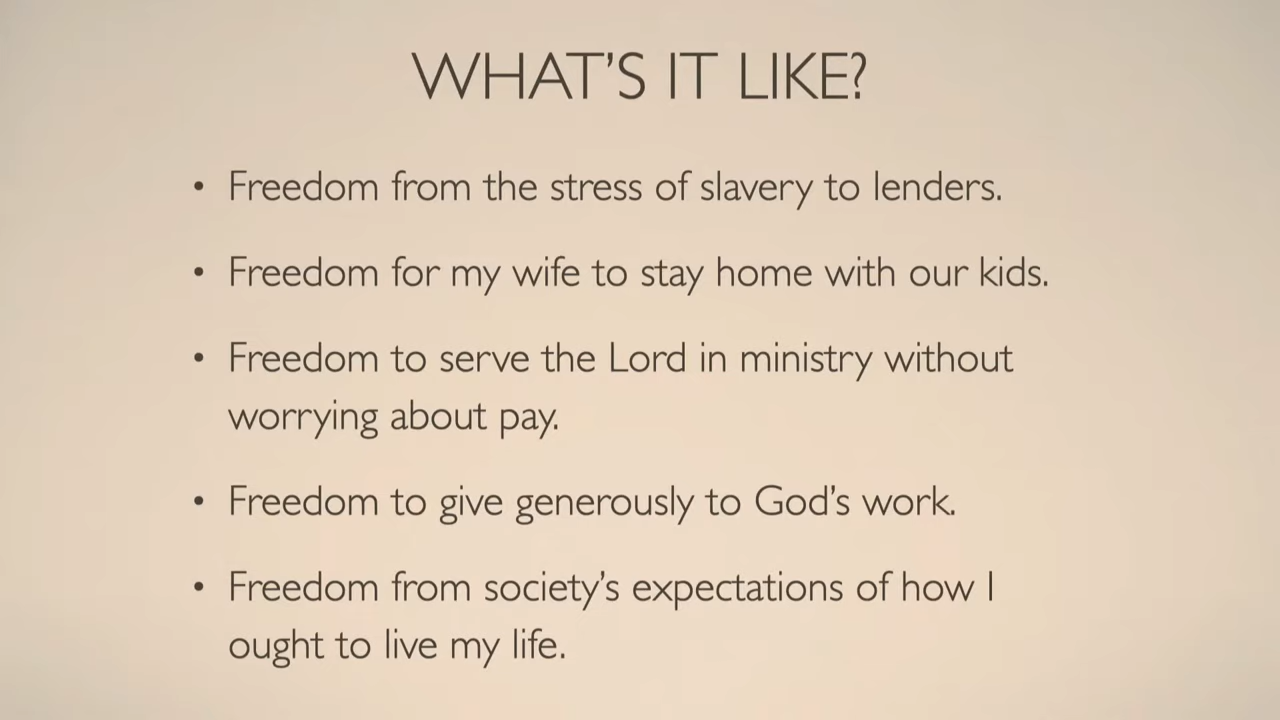 WHAT'S IT LIKE?
• Freedom from the stress of slavery to lenders.
• Freedom for my wife to stay home with our kids.
• Freedom to serve the Lord in ministry without
worrying about pay.
• Freedom to give generously to God's work.
• Freedom from society's expectations of how I
ought to live my life.